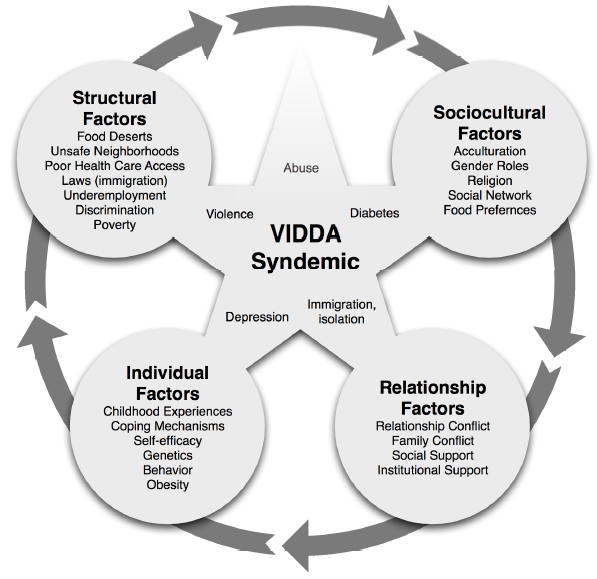 Structural
Factors
Food Deserts
Unsafe Neighborhoods
Poor Health Care Access
Laws (immigration)
Underemployment
Discrimination
Poverty
Sociocultural
Factors
Acculturation
Gender Roles
Religion
Social Network
Food Prefernces
Abuse
Violence
Diabetes
VIDDA
Syndemic
Depression
Immigration,
isolation
Individual
Factors
Childhood Experiences
Coping Mechanisms
Self-efficacy
Genetics
Behavior
Obesity
Relationship
Factors
Relationship Conflict
Family Conflict
Social Support
Institutional Support